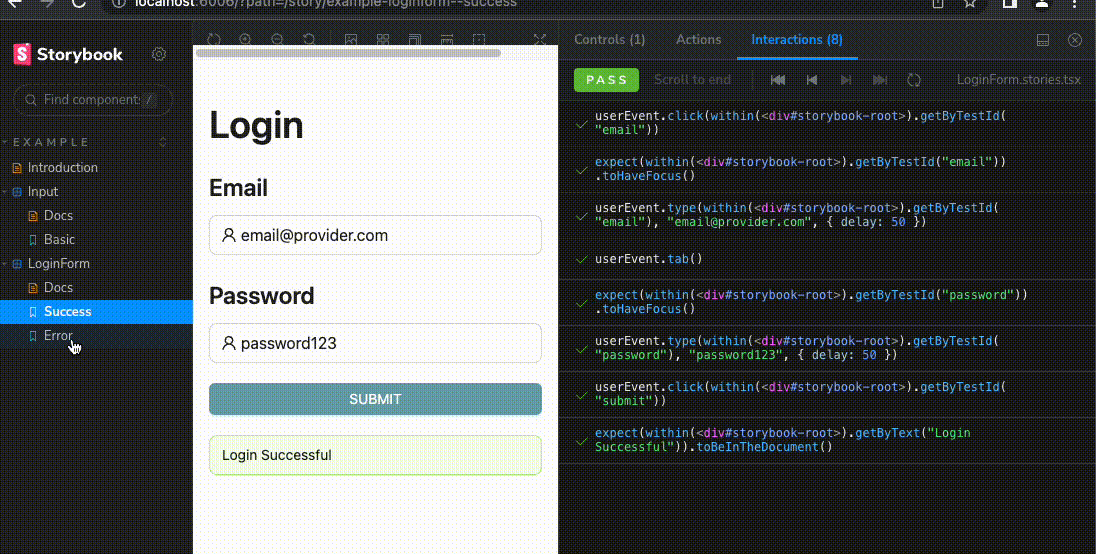 localhost:6006/?path=/story/example-loginform--success
Storybook
Find component: /
EXAMPLE
Introduction
Input
Docs
Basic
LoginForm
Docs
Success
Error
Login
Email
email@provider.com
Password
password123
SUBMIT
Login Successful
Controls (1) Actions Interactions (8)
PASS Scroll to end LoginForm.stories.tsx
userEvent.click(within(<div#storybook-root>).getByTestId(
"email"))
expect(within(<div#storybook-root>).getByTestId("email"))
.toHaveFocus()
userEvent.type(within(<div#storybook-root>).getByTestId(
"email"), "email@provider.com", { delay: 50 })
userEvent.tab()
expect(within(<div#storybook-root>).getByTestId("password"))
.toHaveFocus()
userEvent.type(within(<div#storybook-root>).getByTestId(
"password"), "password123", { delay: 50 })
userEvent.click(within(<div#storybook-root>).getByTestId(
"submit"))
expect(within(<div#storybook-root>).getByText("Login
Successful")).toBeInTheDocument()